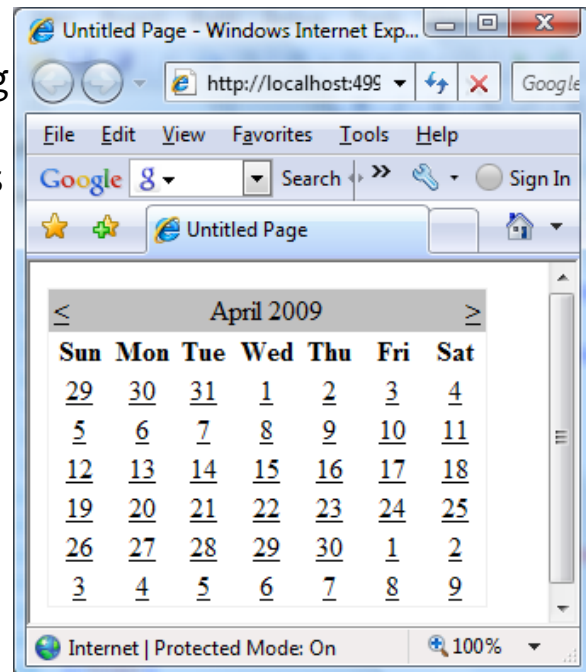 Untitled Page - Windows Internet Exp...
g
http://localhost:499 Google
File Edit View Favorites Tools Help
s
Google g Search » Sign In
Untitled Page
< April 2009 >
Sun Mon Tue Wed Thu Fri Sat
29 30 31 1 2 3 4
5 6 7 8 9 10 11
12 13 14 15 16 17 18
19 20 21 22 23 24 25
26 27 28 29 30 1 2
3 4 5 6 7 8 9
Internet | Protected Mode: On 100%